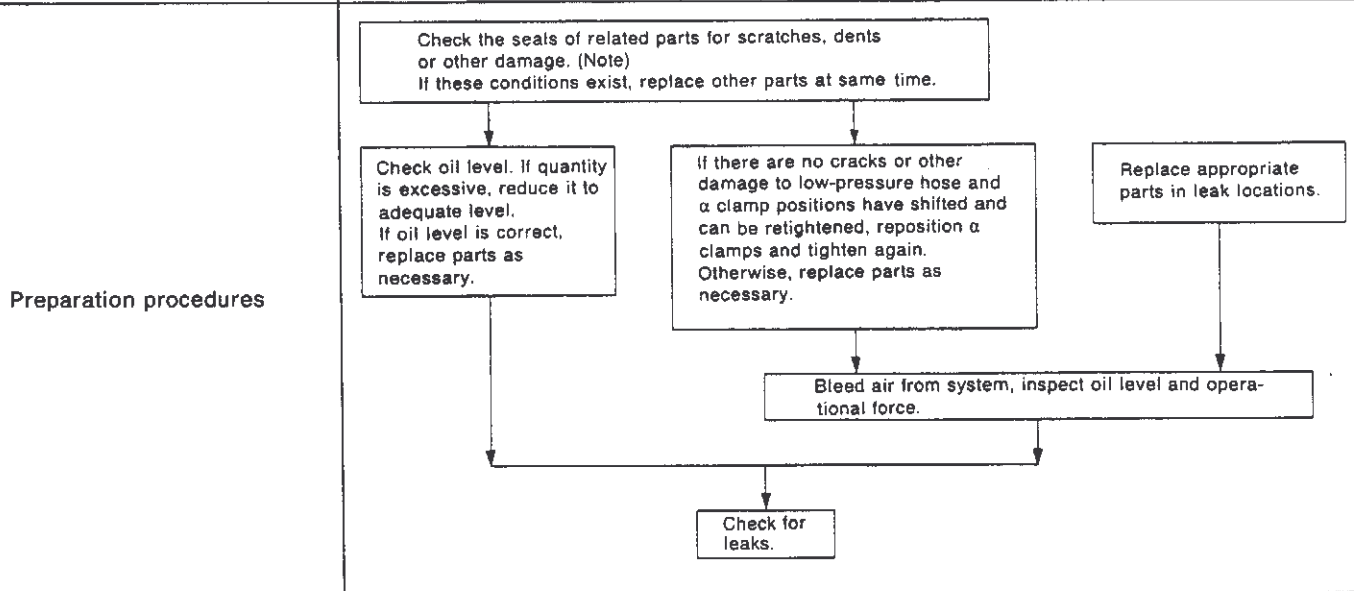 Check the seals of related parts for scratches, dents
or other damage. (Note)
If these conditions exist, replace other parts at same time.
Check oil level. If quantity
is excessive, reduce it to
adequate level.
If oil level is correct,
replace parts as
necessary.
If there are no cracks or other
damage to low-pressure hose and
α clamp positions have shifted and
can be retightened, reposition α
clamps and tighten again.
Otherwise, replace parts as
necessary.
Replace appropriate
parts in leak locations.
Preparation procedures
Bleed air from system, inspect oil level and opera-
tional force.
Check for
leaks.